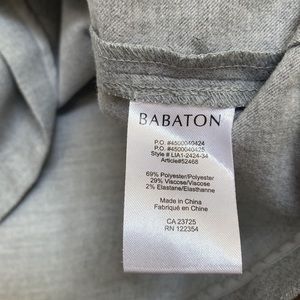 BABATON
P.O. #4500040424
P.O. #4500040425
Style # LIA1-2424-34
Article#52468
69% Polyester/Polyester
29% Viscose/Viscose
2% Elastane/Elasthanne
Made in China
Fabriqué en Chine
CA 23725
RN 122354